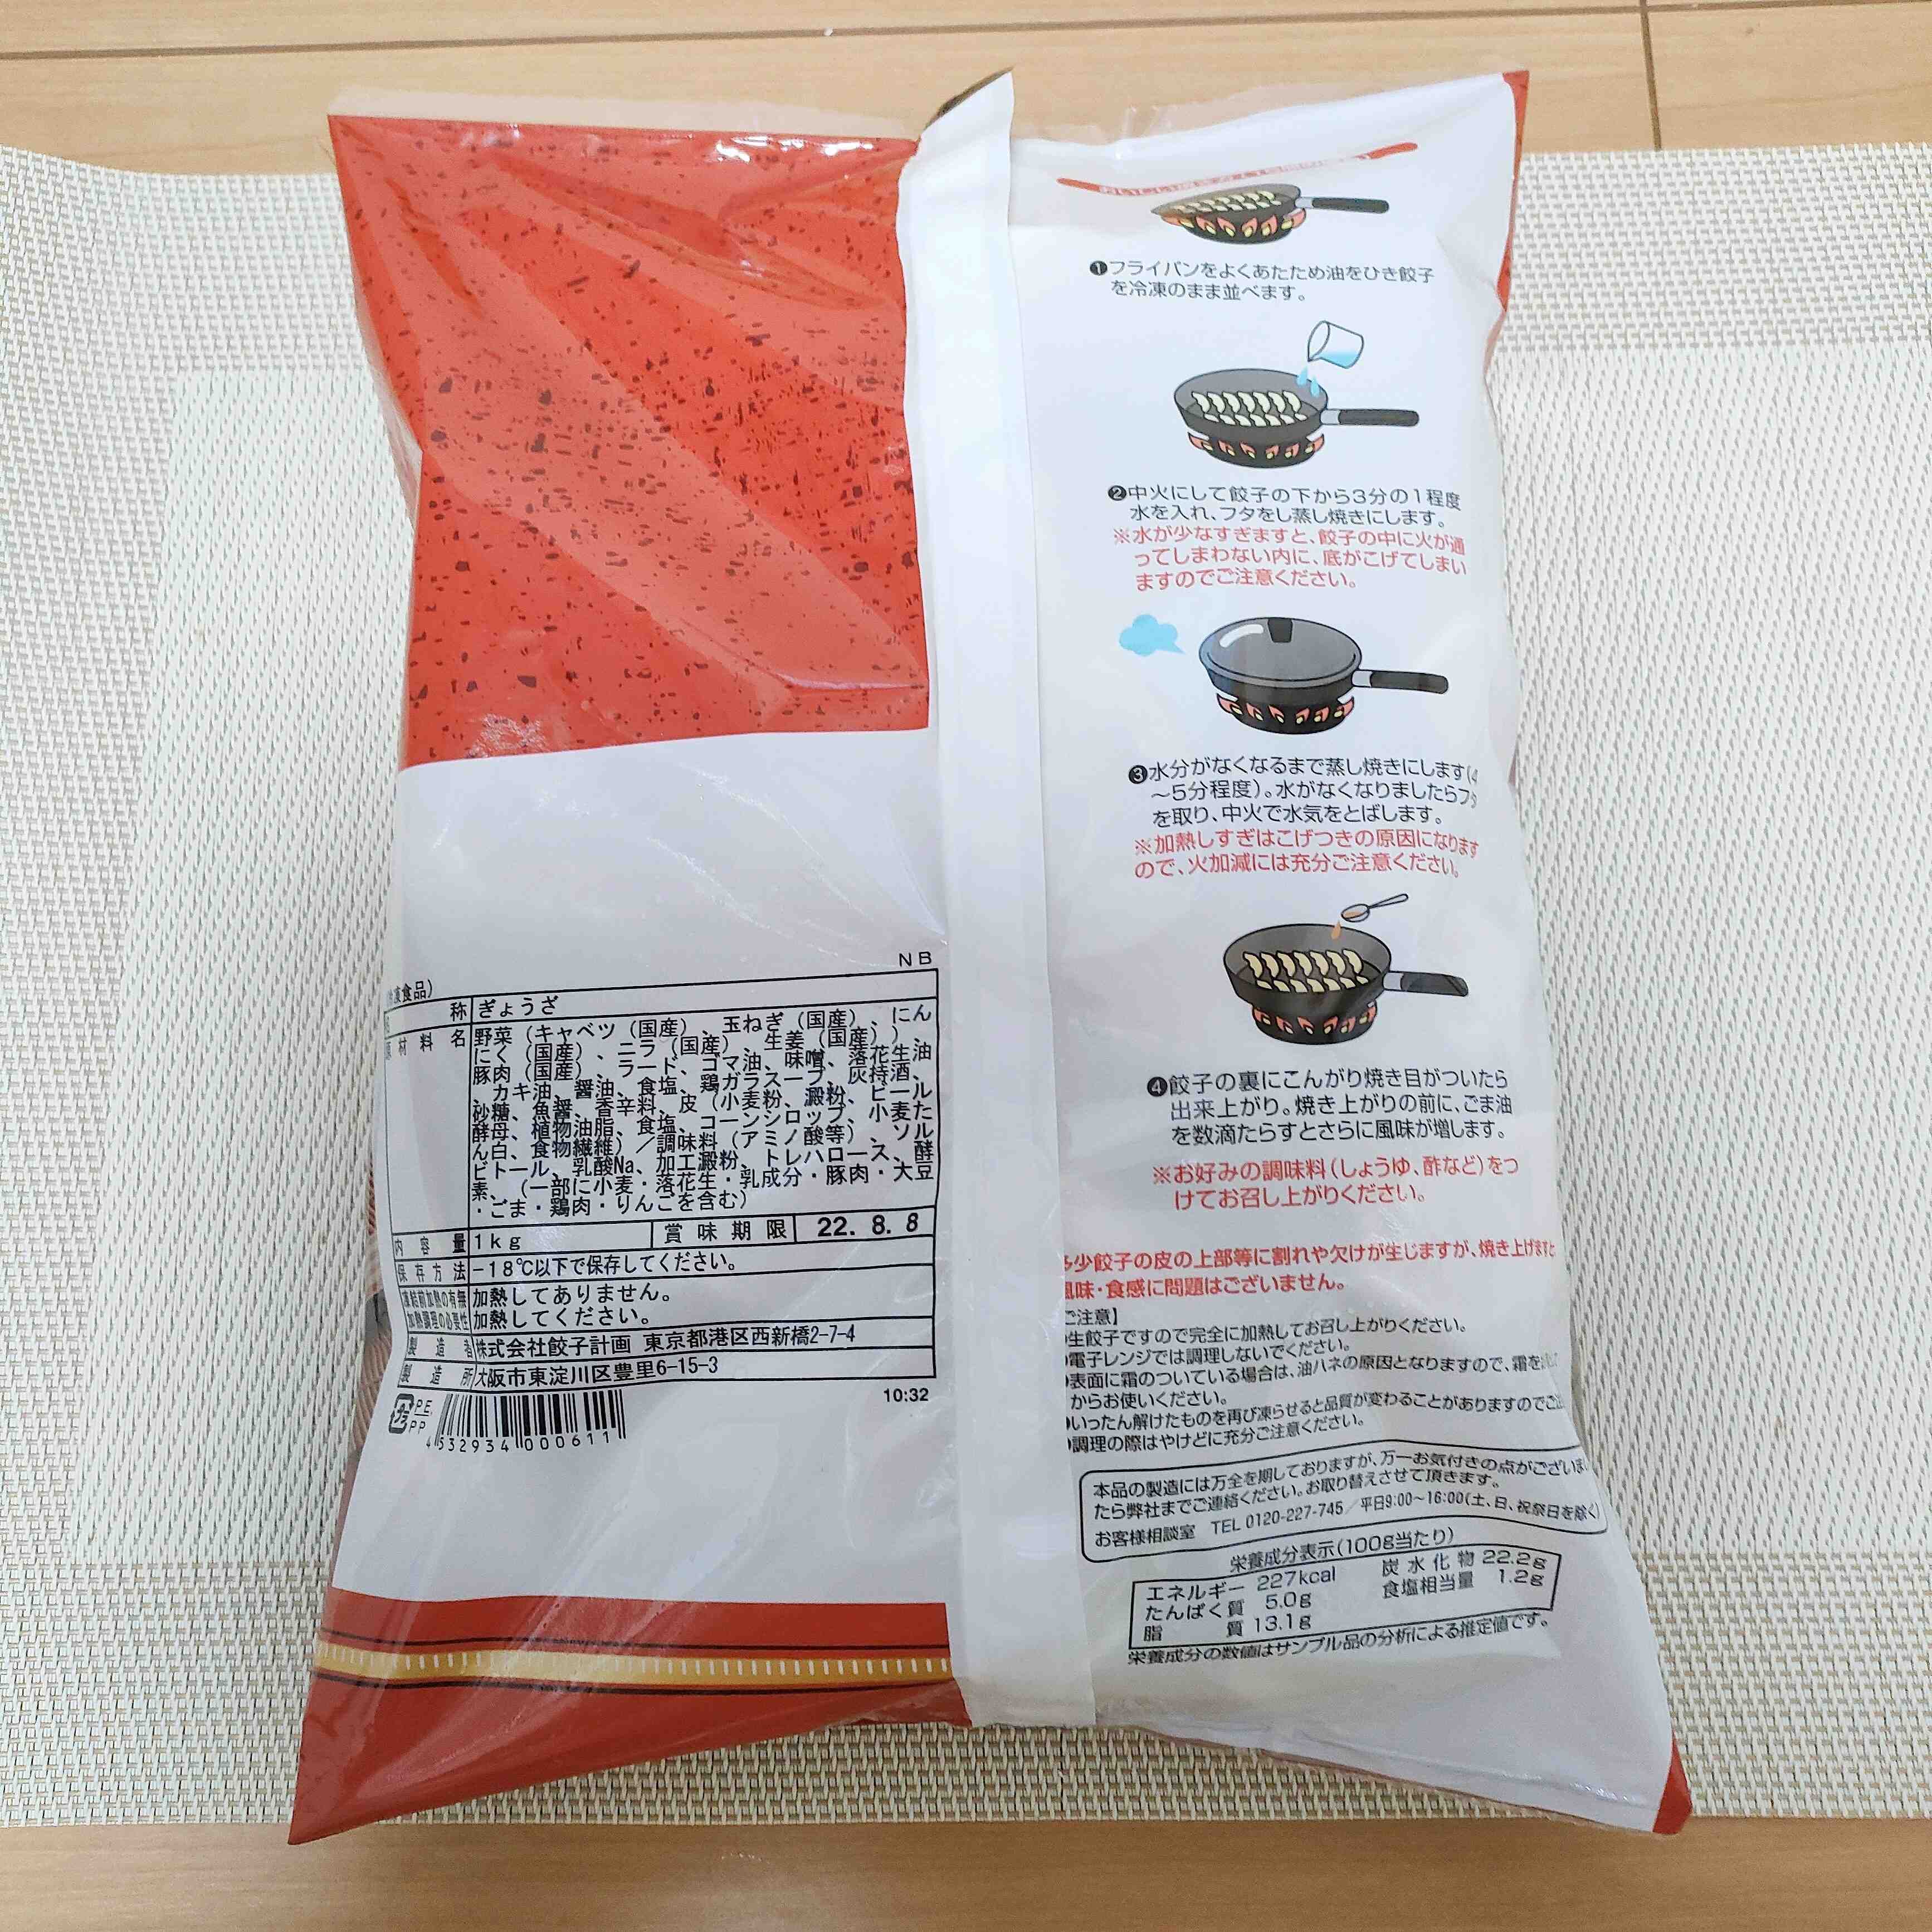 NB
凍食品)
称 ぎょうざ
原材料名 野菜(キャベツ(国産)、玉ねぎ(国産)、にん
にく(国産)、ニラ(国産)、生姜(国産))、
豚肉(国産)、ラード、ゴマ油、味噌、落花生油
、カキ油、醤油、食塩、鶏ガラスープ、灰持酒、
砂糖、魚醤、香辛料、皮(小麦粉、澱粉、ビール
酵母、植物油脂、食塩、コーンシロップ、小麦た
ん白、食物繊維)/調味料(アミノ酸等)、ソル
ビトール、乳酸Na、加工澱粉、トレハロース、酵
素、(一部に小麦・落花生・乳成分・豚肉・大豆
・ごま・鶏肉・りんごを含む)
内容量 1kg 賞味期限 22. 8. 8
保存方法 -18℃以下で保存してください。
凍結前加熱の有無 加熱してありません。
加熱調理の必要性 加熱してください。
製造者 株式会社餃子計画 東京都港区西新橋2-7-4
製造所 大阪市東淀川区豊里6-15-3
10:32
プラ PE PP
4532934000611
❶フライパンをよくあたため油をひき餃子
を冷凍のまま並べます。
❷中火にして餃子の下から3分の1程度
水を入れ、フタをし蒸し焼きにします。
※水が少なすぎますと、餃子の中に火が通
ってしまわない内に、底がこげてしまい
ますのでご注意ください。
❸水分がなくなるまで蒸し焼きにします(4
~5分程度)。水がなくなりましたらフタ
を取り、中火で水気をとばします。
※加熱しすぎはこげつきの原因になります
ので、火加減には充分ご注意ください。
❹餃子の裏にこんがり焼き目がついたら
出来上がり。焼き上がりの前に、ごま油
を数滴たらすとさらに風味が増します。
※お好みの調味料(しょうゆ、酢など)をつ
けてお召し上がりください。
多少餃子の皮の上部等に割れや欠けが生じますが、焼き上げますと
風味・食感に問題はございません。
ご注意】
生餃子ですので完全に加熱してお召し上がりください。
電子レンジでは調理しないでください。
表面に霜のついている場合は、油ハネの原因となりますので、霜を
からお使いください。
いったん解けたものを再び凍らせると品質が変わることがありますのでご注
調理の際はやけどに充分ご注意ください。
本品の製造には万全を期しておりますが、万一お気付きの点がございまし
たら弊社までご連絡ください。お取り替えさせて頂きます。
お客様相談室 TEL 0120-227-745/平日9:00~16:00(土、日、祝祭日を除く)
栄養成分表示(100g当たり)
エネルギー 227kcal 炭水化物 22.2g
たんぱく質 5.0g 食塩相当量 1.2g
脂質 13.1g
栄養成分の数値はサンプル品の分析による推定値です。